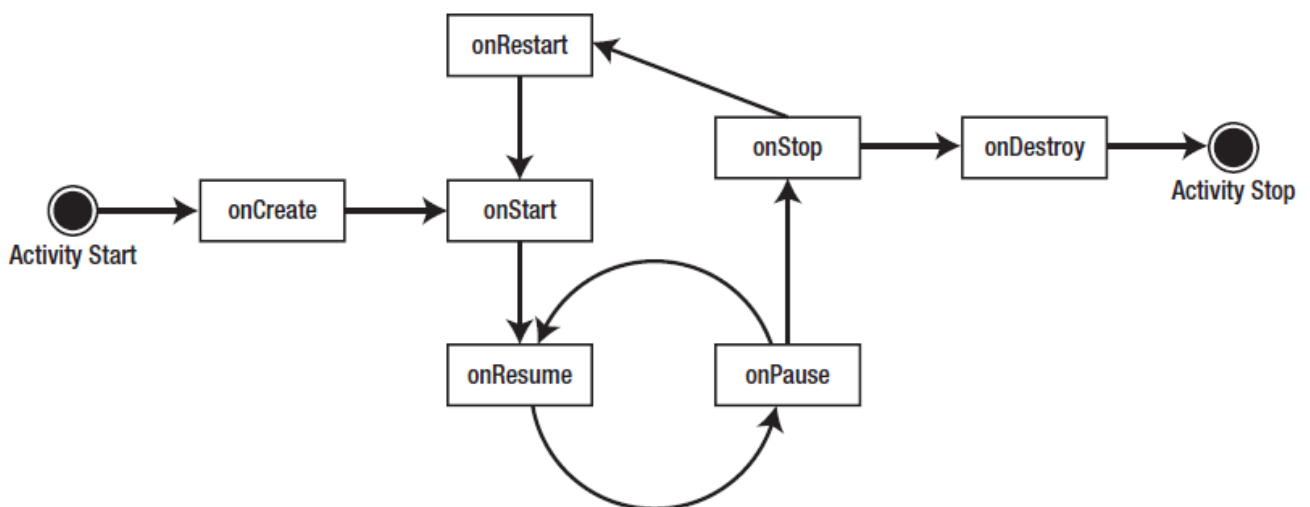 onRestart
onStop
onDestroy
Activity Stop
onCreate
onStart
Activity Start
onResume
onPause